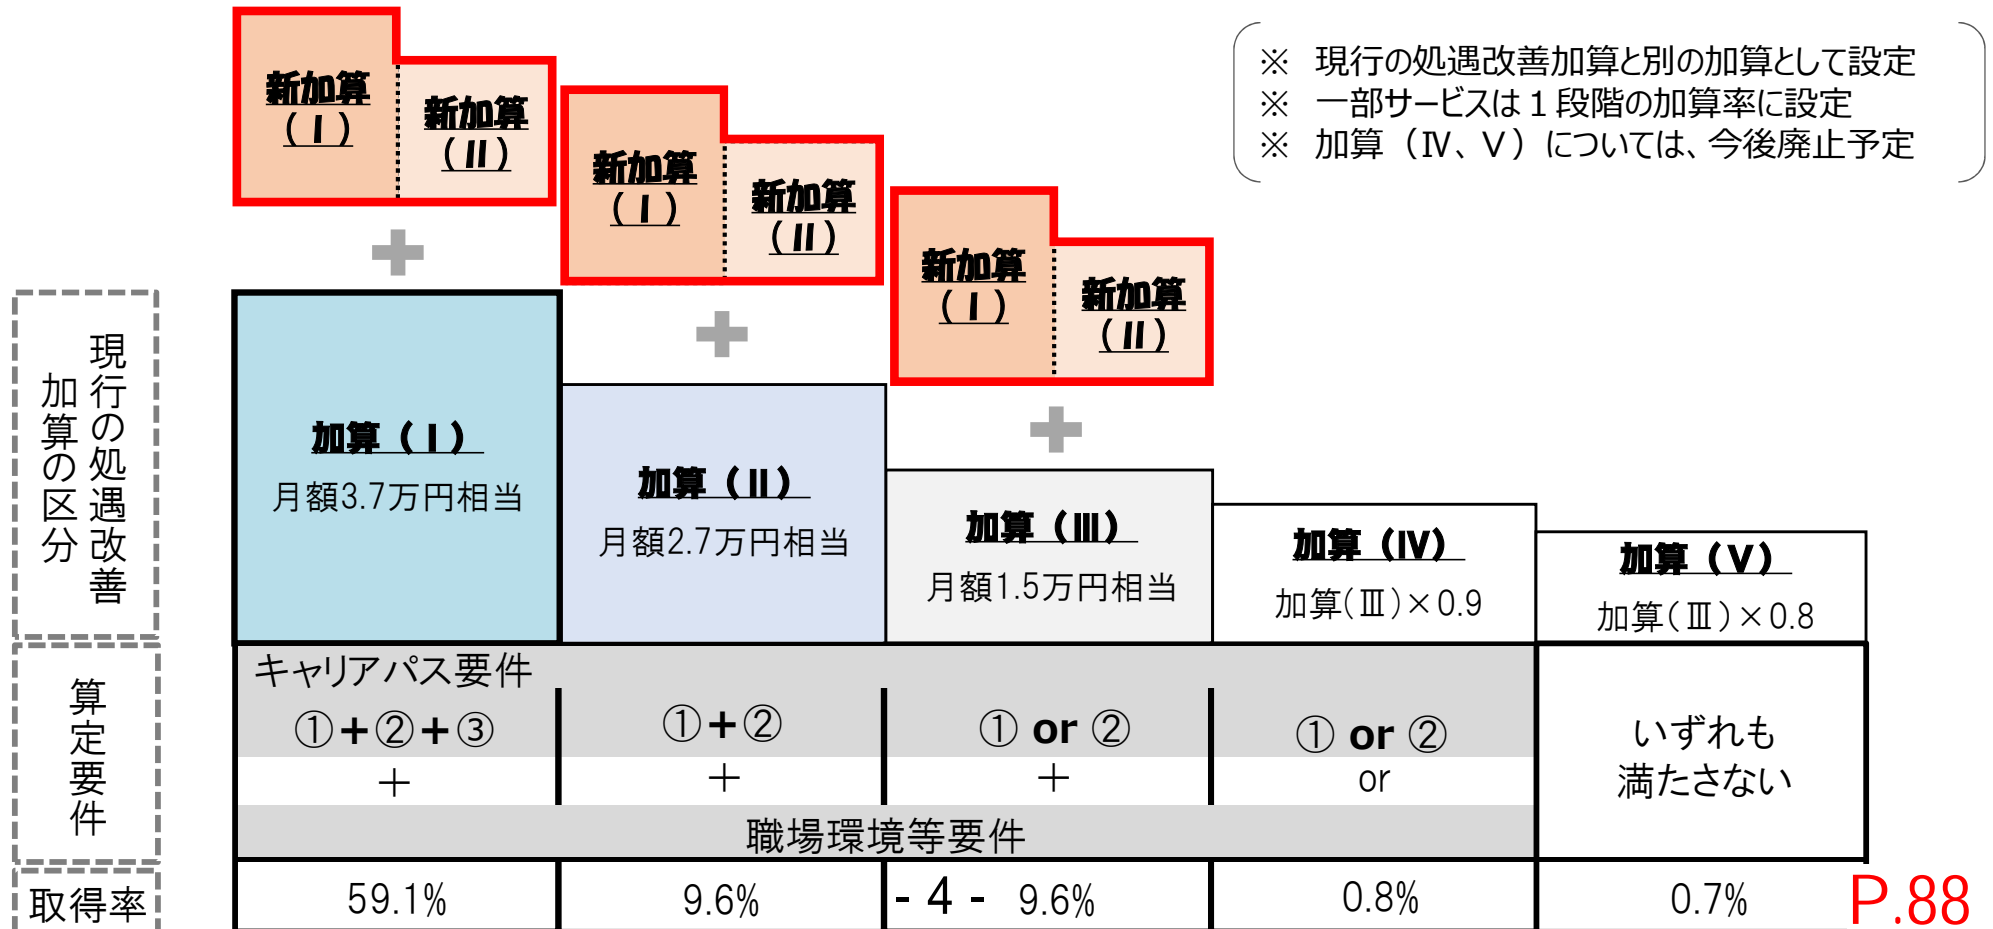 ※ 現行の処遇改善加算と別の加算として設定
※ 一部サービスは１段階の加算率に設定
※ 加算（Ⅳ、Ⅴ）については、今後廃止予定
新加算
（Ⅰ）
新加算
（Ⅱ）
新加算
（Ⅰ）
新加算
（Ⅱ）
新加算
（Ⅰ）
新加算
（Ⅱ）
現行の処遇改善
加算の区分
加算（Ⅰ）
月額3.7万円相当
加算（Ⅱ）
月額2.7万円相当
加算（Ⅲ）
月額1.5万円相当
加算（Ⅳ）
加算(Ⅲ)×0.9
加算（Ⅴ）
加算(Ⅲ)×0.8
算定要件
キャリアパス要件
①+②+③
①+②
① or ②
① or ②
＋
＋
＋
or
職場環境等要件
いずれも
満たさない
取得率
59.1%
9.6%
- 4 -
9.6%
0.8%
0.7%
P.88